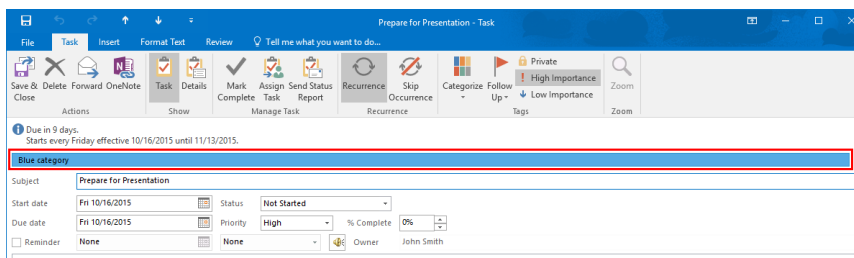 Prepare for Presentation - Task
File Task Insert Format Text Review Tell me what you want to do...
Save & Close Delete Forward OneNote Task Details Mark Complete Assign Task Send Status Report Recurrence Skip Occurrence Categorize Follow Up Private High Importance Low Importance Zoom
Actions Show Manage Task Recurrence Tags Zoom
Due in 9 days.
Starts every Friday effective 10/16/2015 until 11/13/2015.
Blue category
Subject Prepare for Presentation
Start date Fri 10/16/2015 Status Not Started
Due date Fri 10/16/2015 Priority High % Complete 0%
Reminder None None Owner John Smith